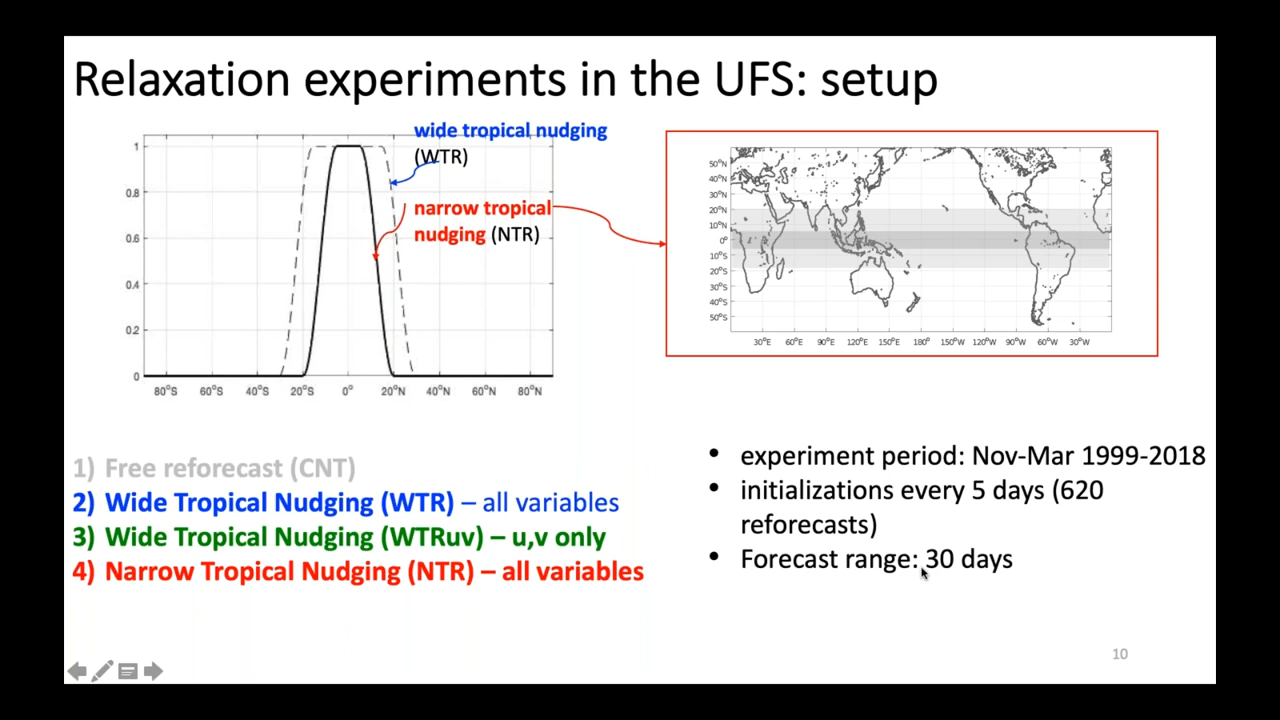 Relaxation experiments in the UFS: setup
wide tropical nudging
(WTR)
narrow tropical
nudging (NTR)
1
0.8
0.6
0.4
0.2
0
80°S 60°S 40°S 20°S 0° 20°N 40°N 60°N 80°N
50°N
40°N
30°N
20°N
10°N
0°
10°S
20°S
30°S
40°S
50°S
30°E 60°E 90°E 120°E 150°E 180° 150°W 120°W 90°W 60°W 30°W
1) Free reforecast (CNT)
2) Wide Tropical Nudging (WTR) – all variables
3) Wide Tropical Nudging (WTRuv) – u,v only
4) Narrow Tropical Nudging (NTR) – all variables
• experiment period: Nov-Mar 1999-2018
• initializations every 5 days (620
reforecasts)
• Forecast range: 30 days
10